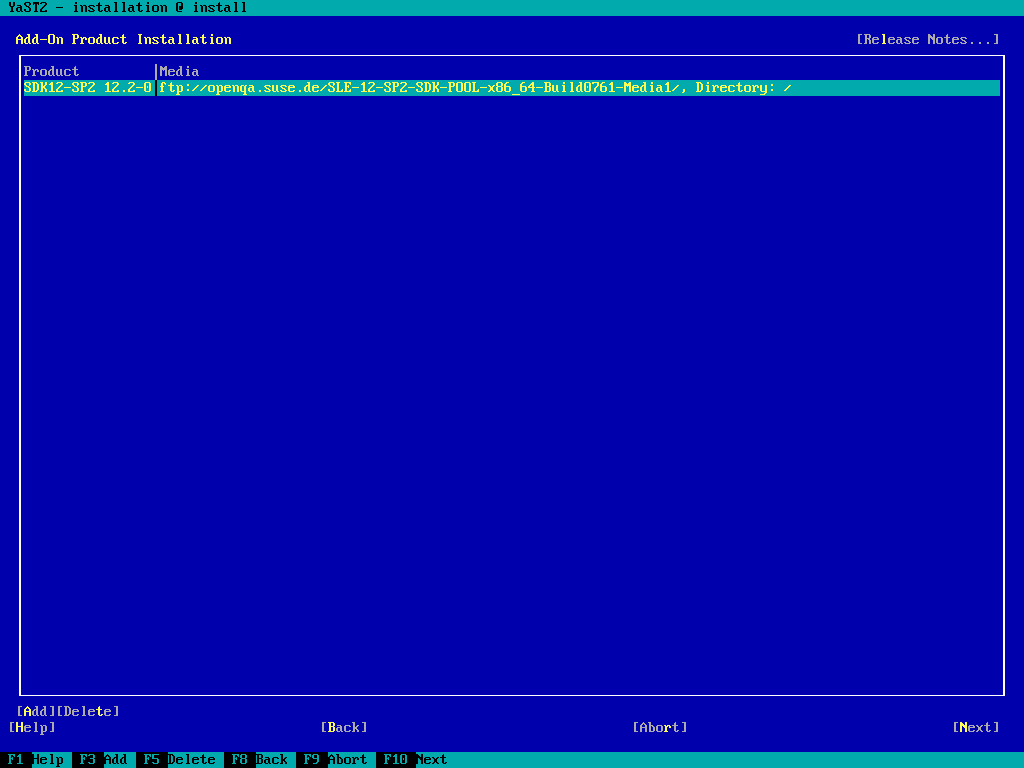 YaST2 - installation @ install
Add-On Product Installation [Release Notes...]
Product |Media
SDK12-SP2 12.2-0|ftp://openqa.suse.de/SLE-12-SP2-SDK-POOL-x86_64-Build0761-Media1/, Directory: /
[Add][Delete]
[Help] [Back] [Abort] [Next]
F1 Help F3 Add F5 Delete F8 Back F9 Abort F10 Next